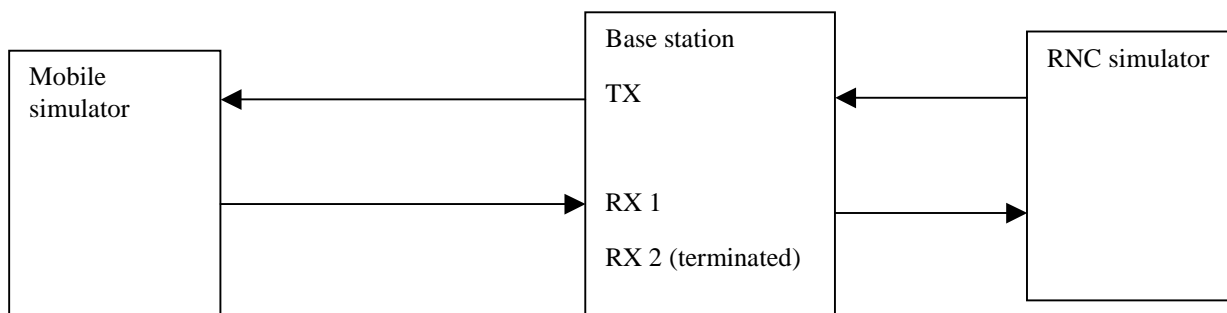 Mobile
simulator
Base station
TX
RX 1
RX 2 (terminated)
RNC simulator